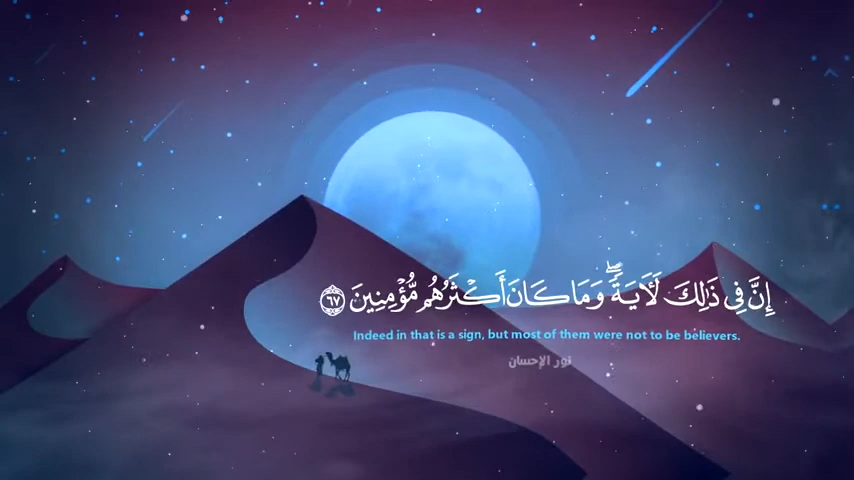 إِنَّ فِي ذَٰلِكَ لَـَٔايَةٗۖ وَمَا كَانَ أَكۡثَرُهُم مُّؤۡمِنِينَ ٦٧
Indeed in that is a sign, but most of them were not to be believers.
نور الإحسان